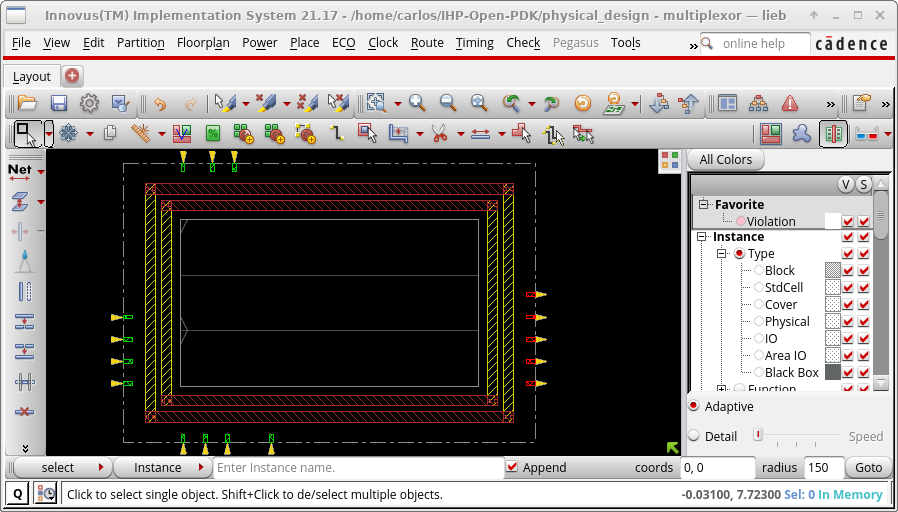 Innovus(TM) Implementation System 21.17 - /home/carlos/IHP-Open-PDK/physical_design - multiplexor — lieb
File View Edit Partition Floorplan Power Place ECO Clock Route Timing Check Pegasus Tools » online help cādence
Layout
» »
Net
All Colors
V S
Favorite
Violation
Instance
Type
Block
StdCell
Cover
Physical
IO
Area IO
Black Box
Function
Adaptive
Detail Speed
select Instance Enter Instance name. Append coords 0, 0 radius 150 Goto
Q Click to select single object. Shift+Click to de/select multiple objects. -0.03100, 7.72300 Sel: 0 In Memory